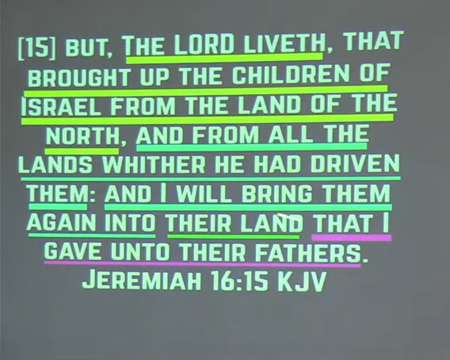 [15] BUT, THE LORD LIVETH, THAT
BROUGHT UP THE CHILDREN OF
ISRAEL FROM THE LAND OF THE
NORTH, AND FROM ALL THE
LANDS WHITHER HE HAD DRIVEN
THEM: AND I WILL BRING THEM
AGAIN INTO THEIR LAND THAT I
GAVE UNTO THEIR FATHERS.
JEREMIAH 16:15 KJV